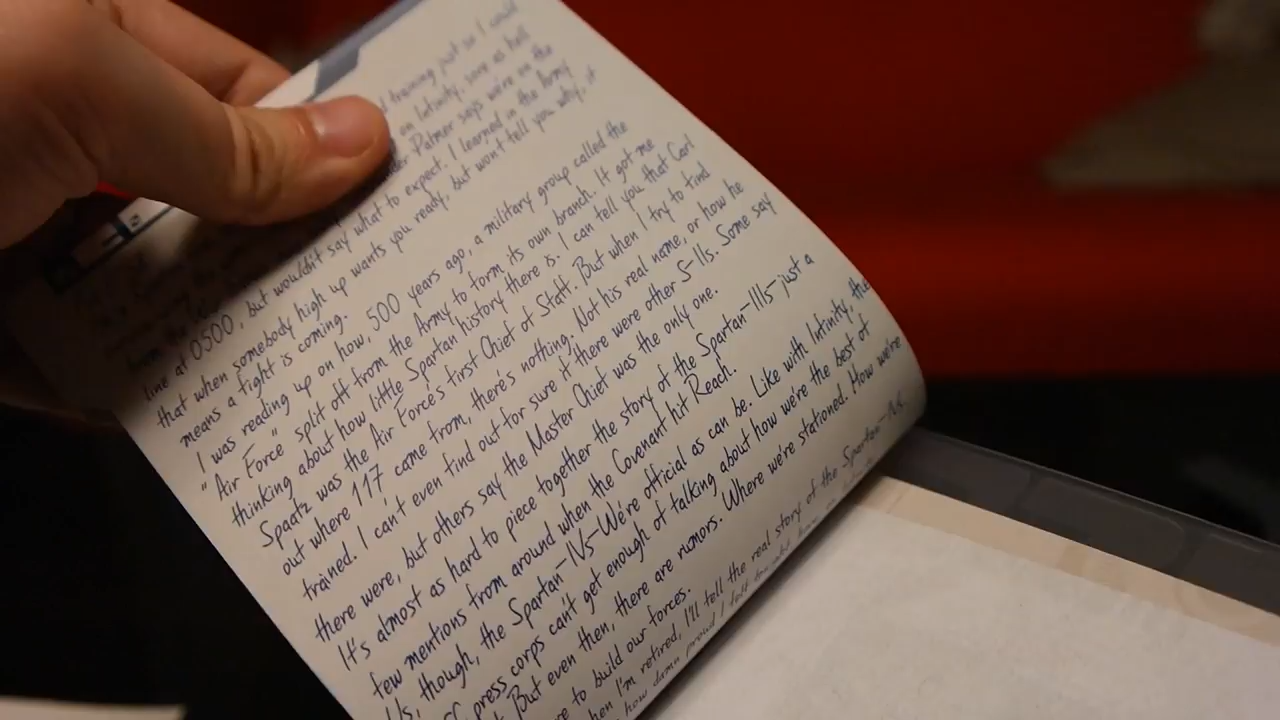 training just so I could
on Infinity, sore as hell
Palmer says we're on the
line at 0500, but wouldn't say what to expect. I learned in the Army
that when somebody high up wants you ready, but won't tell you why, it
means a fight is coming.
I was reading up on how, 500 years ago, a military group called the
"Air Force" split off from the Army to form its own branch. It got me
thinking about how little Spartan history there is. I can tell you that Carl
Spaatz was the Air Force's first Chief of Staff. But when I try to find
out where 117 came from, there's nothing. Not his real name, or how he
trained. I can't even find out for sure if there were other S-IIs. Some say
there were, but others say the Master Chief was the only one.
It's almost as hard to piece together the story of the Spartan-IIIs-just a
few mentions from around when the Covenant hit Reach.
Us, though, the Spartan-IVs-We're official as can be. Like with Infinity, the
press corps can't get enough of talking about how we're the best of
But even then, there are rumors. Where we're stationed. How we're
to build our forces.
I'm retired, I'll tell the real story of the Spartan-IVs.
how damn proud I felt